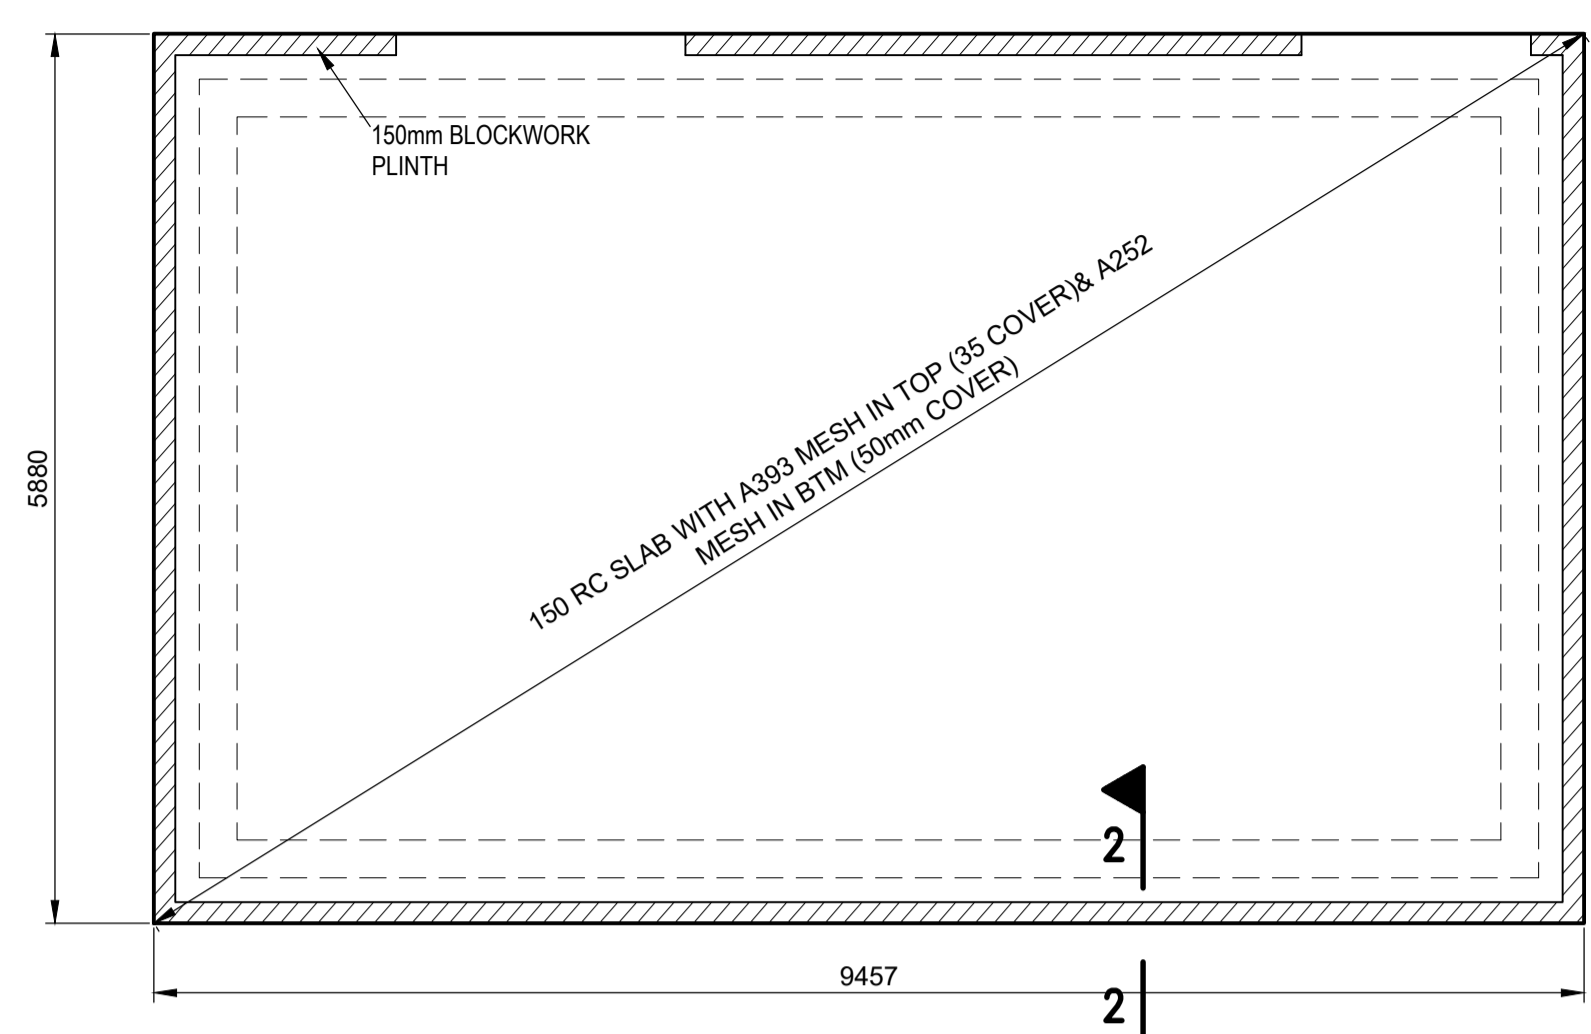 150mm BLOCKWORK
PLINTH
150 RC SLAB WITH A393 MESH IN TOP (35 COVER)& A252
MESH IN BTM (50mm COVER)
5880
2
9457
2